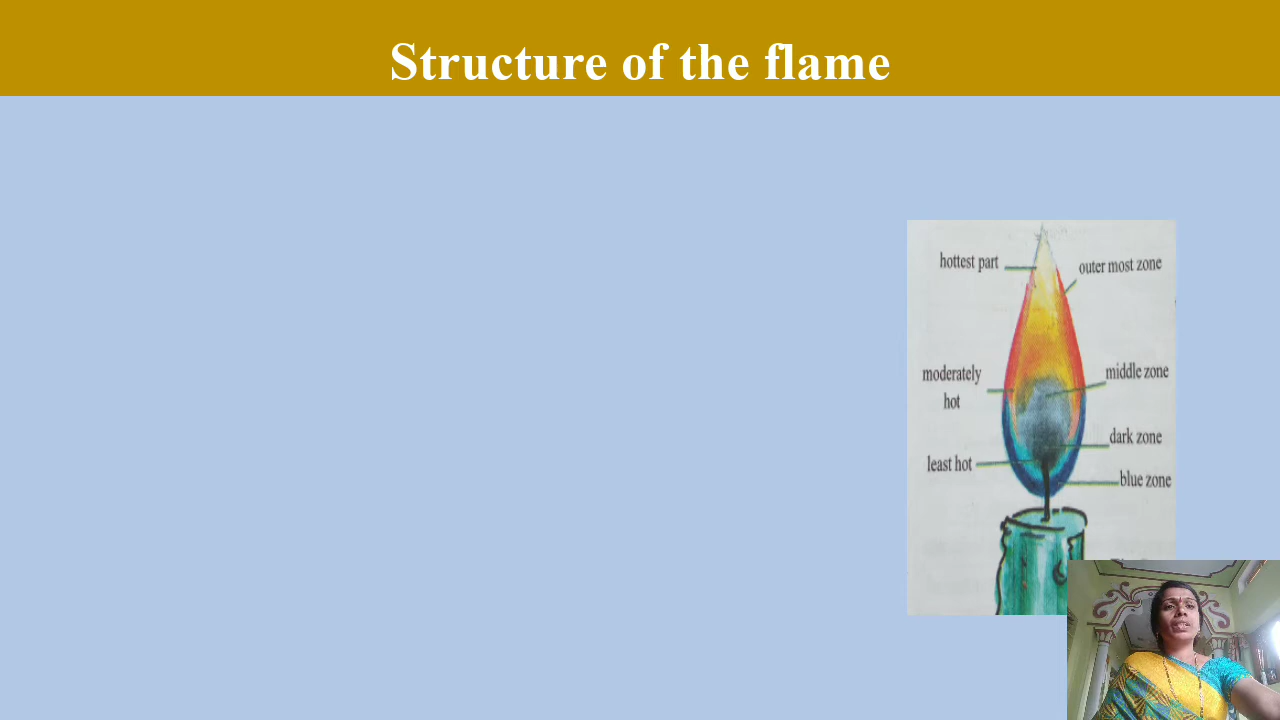 Structure of the flame
hottest part
outer most zone
moderately
hot
middle zone
dark zone
least hot
blue zone